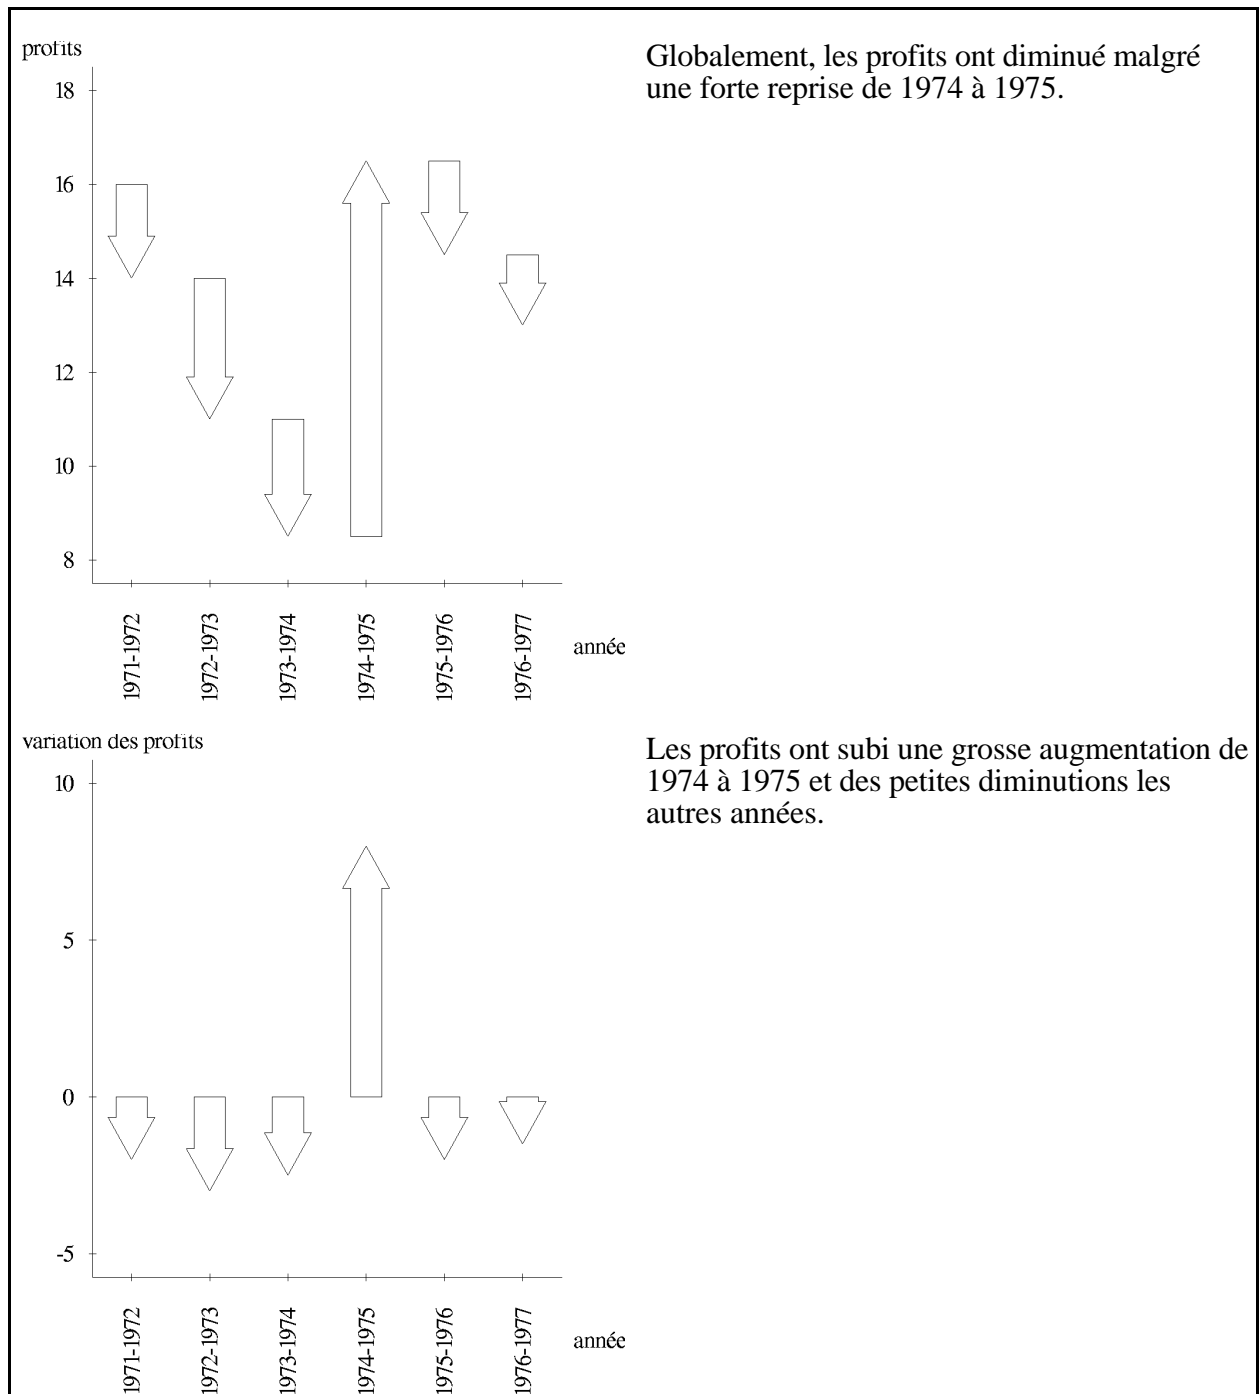 profits
Globalement, les profits ont diminué malgré
une forte reprise de 1974 à 1975.
18
16
14
12
10
8
1971-1972
1972-1973
1973-1974
1974-1975
1975-1976
1976-1977
année
variation des profits
Les profits ont subi une grosse augmentation de
1974 à 1975 et des petites diminutions les
autres années.
10
5
0
-5
1971-1972
1972-1973
1973-1974
1974-1975
1975-1976
1976-1977
année